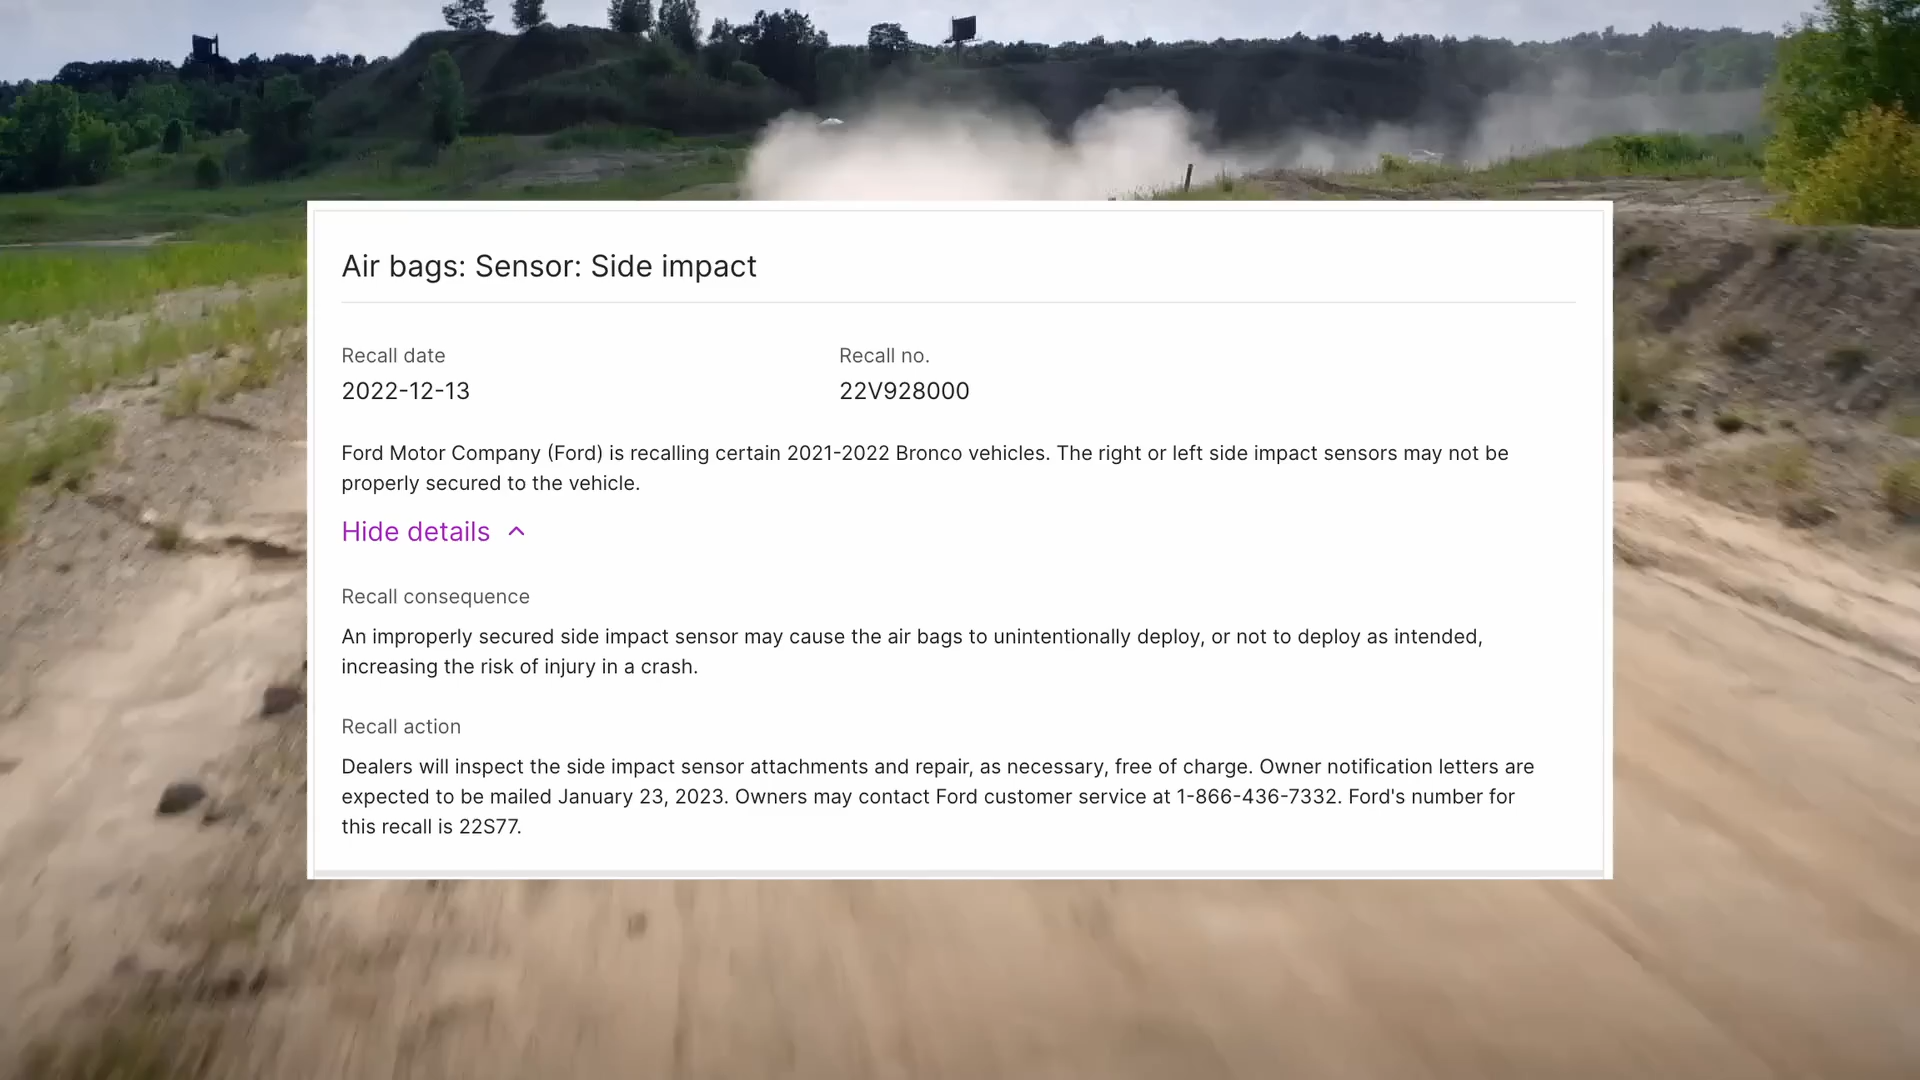 Air bags: Sensor: Side impact
Recall date
Recall no.
2022-12-13
22V928000
Ford Motor Company (Ford) is recalling certain 2021-2022 Bronco vehicles. The right or left side impact sensors may not be
properly secured to the vehicle.
Hide details
Recall consequence
An improperly secured side impact sensor may cause the air bags to unintentionally deploy, or not to deploy as intended,
increasing the risk of injury in a crash.
Recall action
Dealers will inspect the side impact sensor attachments and repair, as necessary, free of charge. Owner notification letters are
expected to be mailed January 23, 2023. Owners may contact Ford customer service at 1-866-436-7332. Ford's number for
this recall is 22S77.